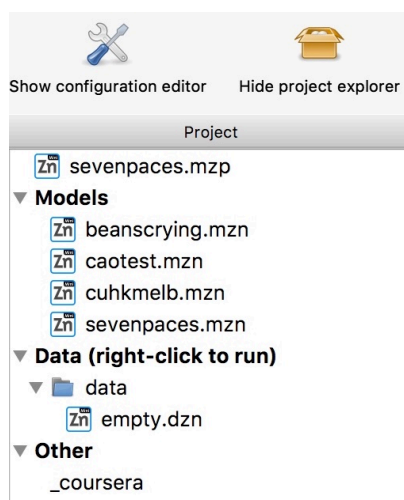 Show configuration editor Hide project explorer
Project
Zn sevenpaces.mzp
Models
Zn beanscrying.mzn
Zn caotest.mzn
Zn cuhkmelb.mzn
Zn sevenpaces.mzn
Data (right-click to run)
data
Zn empty.dzn
Other
_coursera